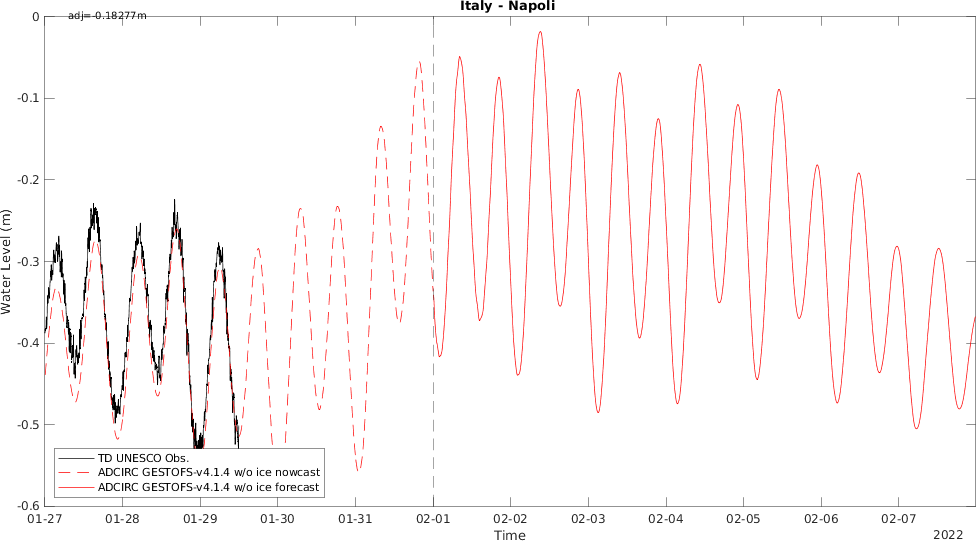 Italy - Napoli
adj=-0.18277m
0
-0.1
-0.2
-0.3
-0.4
-0.5
-0.6
Water Level (m)
TD UNESCO Obs.
ADCIRC GESTOFS-v4.1.4 w/o ice nowcast
ADCIRC GESTOFS-v4.1.4 w/o ice forecast
01-27 01-28 01-29 01-30 01-31 02-01 02-02 02-03 02-04 02-05 02-06 02-07
Time
2022